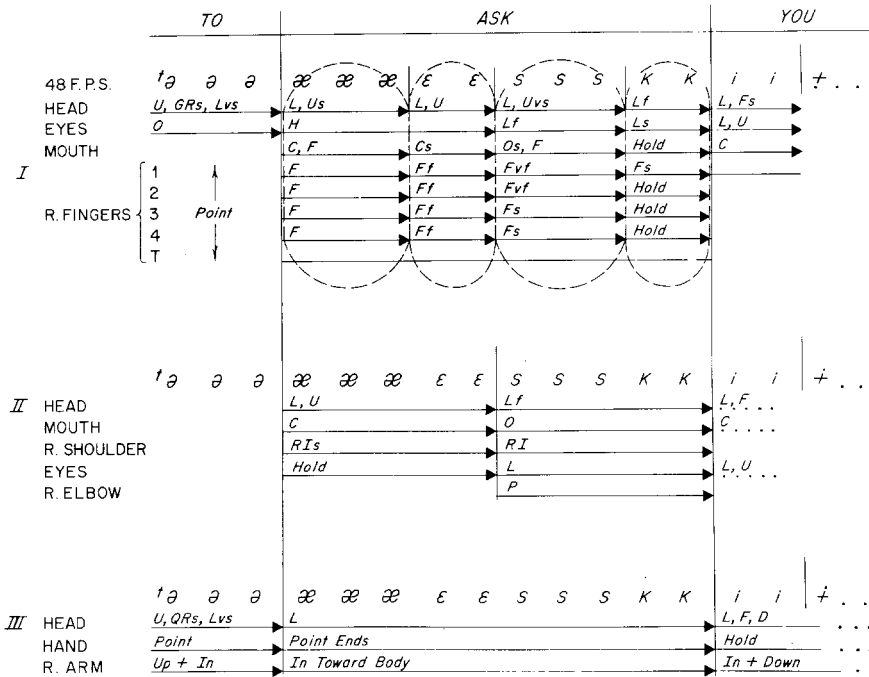 TO ASK YOU
48 F.P.S. tə ə ə æ æ æ ɛ ɛ S S S K K i i ɨ . . .
HEAD U, GRs, Lvs L, Us L, U L, Uvs Lf L, Fs
EYES O H Lf Ls L, U
MOUTH C, F Cs Os, F Hold C
I 1 F Ff Fvf Fs
2 F Ff Fvf Hold
R. FINGERS 3 Point F Ff Fs Hold
4 F Ff Fs Hold
T
tə ə ə æ æ æ ɛ ɛ S S S K K i i ɨ . . .
II HEAD L, U Lf L, F . . . . .
MOUTH C O C . . . .
R. SHOULDER RIs RI
EYES Hold L L, U . . . . .
R. ELBOW P
tə ə ə æ æ æ ɛ ɛ S S S K K i i ɨ . . .
III HEAD U, QRs, Lvs L L, F, D . . .
HAND Point Point Ends Hold . . .
R. ARM Up + In In Toward Body In + Down . . .